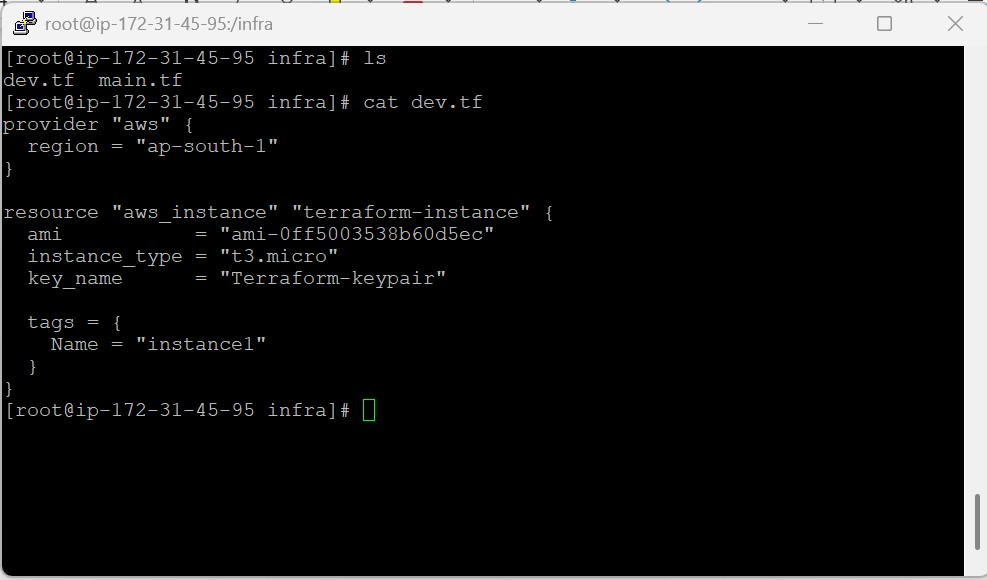 root@ip-172-31-45-95:/infra
[root@ip-172-31-45-95 infra]# ls
dev.tf  main.tf
[root@ip-172-31-45-95 infra]# cat dev.tf
provider "aws" {
  region = "ap-south-1"
}

resource "aws_instance" "terraform-instance" {
  ami           = "ami-0ff5003538b60d5ec"
  instance_type = "t3.micro"
  key_name      = "Terraform-keypair"

  tags = {
    Name = "instance1"
  }
}
[root@ip-172-31-45-95 infra]#